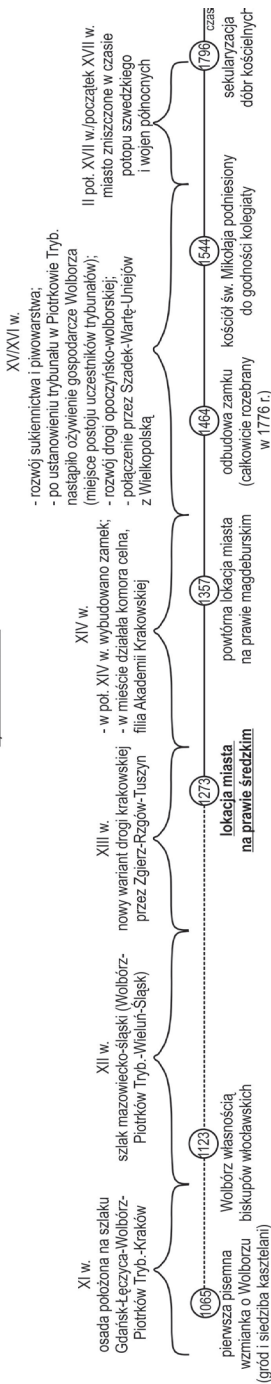 XI w.
osada położona na szlaku
Gdańsk-Łęczyca-Wolbórz-
Piotrków Tryb.-Kraków
XII w.
szlak mazowiecko-śląski (Wolbórz-
Piotrków Tryb.-Wieluń-Śląsk)
XIII w.
nowy wariant drogi krakowskiej
przez Zgierz-Rzgów-Tuszyn
XIV w.
- w poł. XIV w. wybudowano zamek;
- w mieście działała komora celna,
filia Akademii Krakowskiej
XV/XVI w.
- rozwój sukiennictwa i piwowarstwa;
- po ustanowieniu trybunału w Piotrkowie Tryb.
nastąpiło ożywienie gospodarcze Wolborza
(miejsce postoju uczestników trybunałów);
- rozwój drogi opoczyńsko-wolborskiej;
- połączenie przez Szadek-Wartę-Uniejów
z Wielkopolską
II poł. XVII w./początek XVII w.
miasto zniszczone w czasie
potopu szwedzkiego
i wojen północnych
1065
1123
1273
1357
1464
1544
1796
czas
pierwsza pisemna
wzmianka o Wolborzu
(gród i siedziba kasztelani)
Wolbórz własnością
biskupów włocławskich
lokacja miasta
na prawie średzkim
powtórna lokacja miasta
na prawie magdeburskim
odbudowa zamku
(całkowicie rozebrany
w 1776 r.)
kościół św. Mikołaja podniesiony
do godności kolegiaty
sekularyzacja
dóbr kościelnych